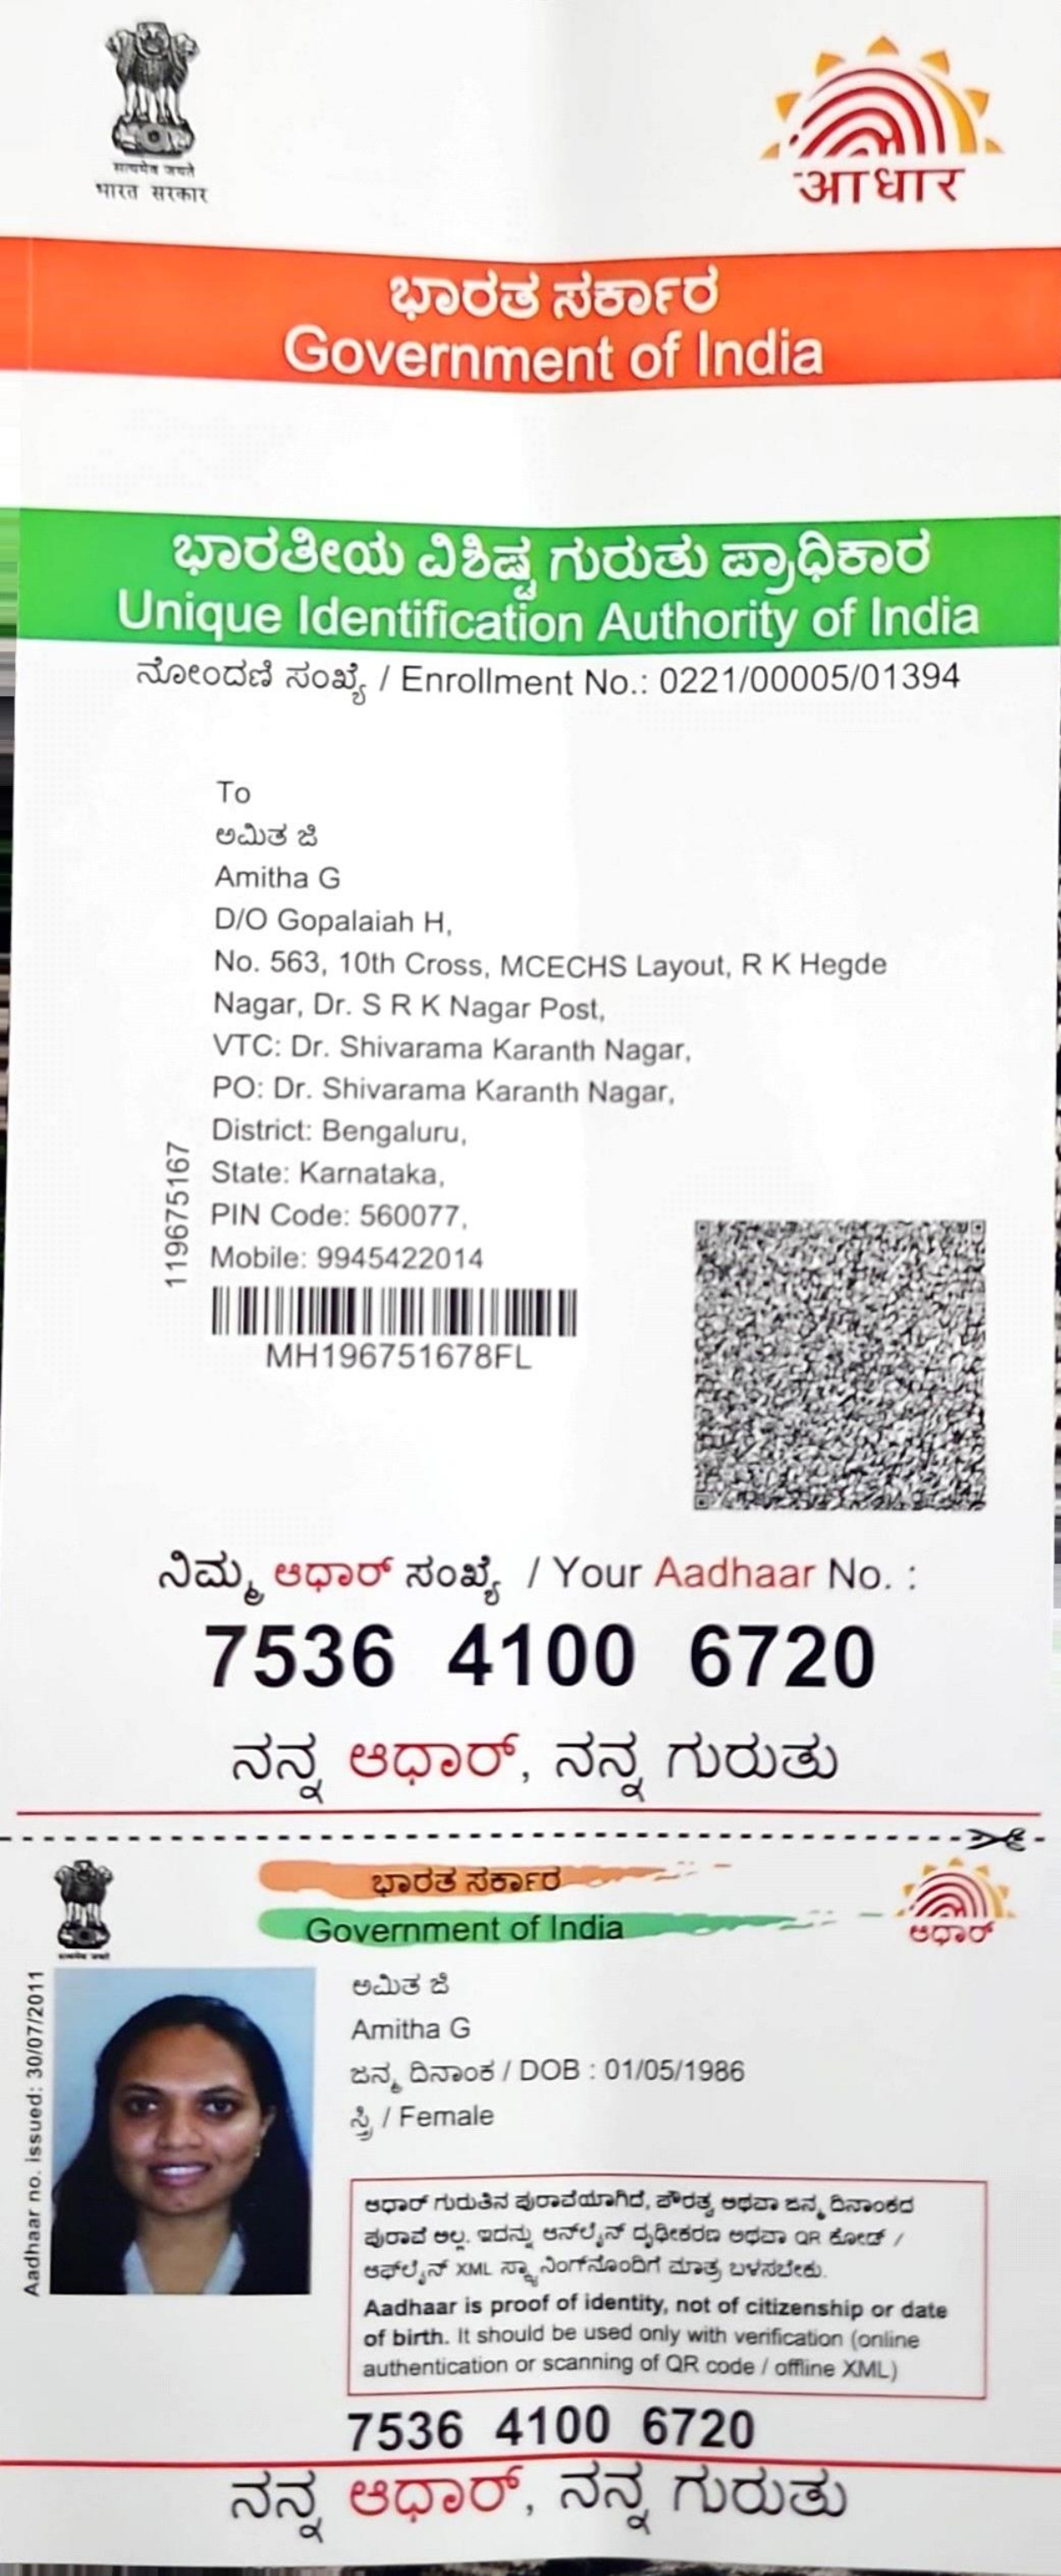 सत्यमेव जयते
भारत सरकार
आधार
ಭಾರತ ಸರ್ಕಾರ
Government of India
ಭಾರತೀಯ ವಿಶಿಷ್ಟ ಗುರುತು ಪ್ರಾಧಿಕಾರ
Unique Identification Authority of India
ನೋಂದಣಿ ಸಂಖ್ಯೆ / Enrollment No.: 0221/00005/01394
To
ಅಮಿತ ಜಿ
Amitha G
D/O Gopalaiah H,
No. 563, 10th Cross, MCECHS Layout, R K Hegde
Nagar, Dr. S R K Nagar Post,
VTC: Dr. Shivarama Karanth Nagar,
PO: Dr. Shivarama Karanth Nagar,
District: Bengaluru,
State: Karnataka,
PIN Code: 560077,
Mobile: 9945422014
119675167
MH196751678FL
ನಿಮ್ಮ ಆಧಾರ್ ಸಂಖ್ಯೆ / Your Aadhaar No. :
7536 4100 6720
ನನ್ನ ಆಧಾರ್, ನನ್ನ ಗುರುತು
ಭಾರತ ಸರ್ಕಾರ
Government of India
सत्यमेव जयते
ಆಧಾರ್
Aadhaar no. issued: 30/07/2011
ಅಮಿತ ಜಿ
Amitha G
ಜನ್ಮ ದಿನಾಂಕ / DOB : 01/05/1986
ಸ್ತ್ರೀ / Female
ಆಧಾರ್ ಗುರುತಿನ ಪುರಾವೆಯಾಗಿದೆ, ಪೌರತ್ವ ಅಥವಾ ಜನ್ಮ ದಿನಾಂಕದ
ಪುರಾವೆ ಅಲ್ಲ. ಇದನ್ನು ಆನ್‌ಲೈನ್ ದೃಢೀಕರಣ ಅಥವಾ QR ಕೋಡ್ /
ಆಫ್‌ಲೈನ್ XML ಸ್ಕ್ಯಾನಿಂಗ್‌ನೊಂದಿಗೆ ಮಾತ್ರ ಬಳಸಬೇಕು.
Aadhaar is proof of identity, not of citizenship or date
of birth. It should be used only with verification (online
authentication or scanning of QR code / offline XML)
7536 4100 6720
ನನ್ನ ಆಧಾರ್, ನನ್ನ ಗುರುತು